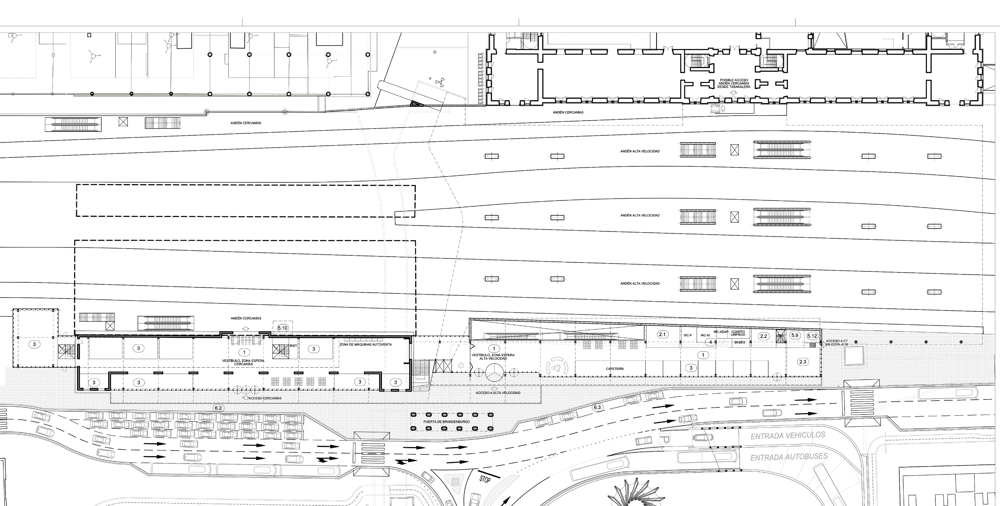 POSIBLE ACCESO
ANDÉN CERCANÍAS
DESDE TABAKALERA
ANDÉN CERCANÍAS
ANDÉN CERCANÍAS
ANDÉN ALTA VELOCIDAD
ANDÉN ALTA VELOCIDAD
ANDÉN ALTA VELOCIDAD
ANDÉN CERCANÍAS
5.10
3
3
1
INST.
3
ZONA DE MÁQUINAS AUTOVENTA
VESTÍBULO, ZONA ESPERA
CERCANÍAS
3
3
3
3
ACCESO CERCANÍAS
1
VESTÍBULO, ZONA ESPERA
ALTA VELOCIDAD
2.1
WC-F
WC-M
WC-ADAP.
CUARTO
LIMPIEZA
4
BEBÉS
2.2
5.9
5.12
ACCESO A CT
EN COTA -0.10
1
CAFETERÍA
3
2.3
ACCESO A ALTA VELOCIDAD
6.2
6.3
PUERTA DE BRANDENBURGO
P
ENTRADA VEHICULOS
ENTRADA AUTOBUSES
STOP